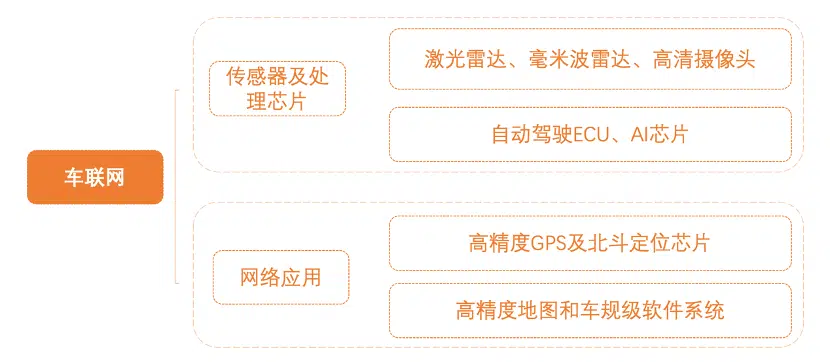 车联网
传感器及处
理芯片
激光雷达、毫米波雷达、高清摄像头
自动驾驶ECU、AI芯片
网络应用
高精度GPS及北斗定位芯片
高精度地图和车规级软件系统